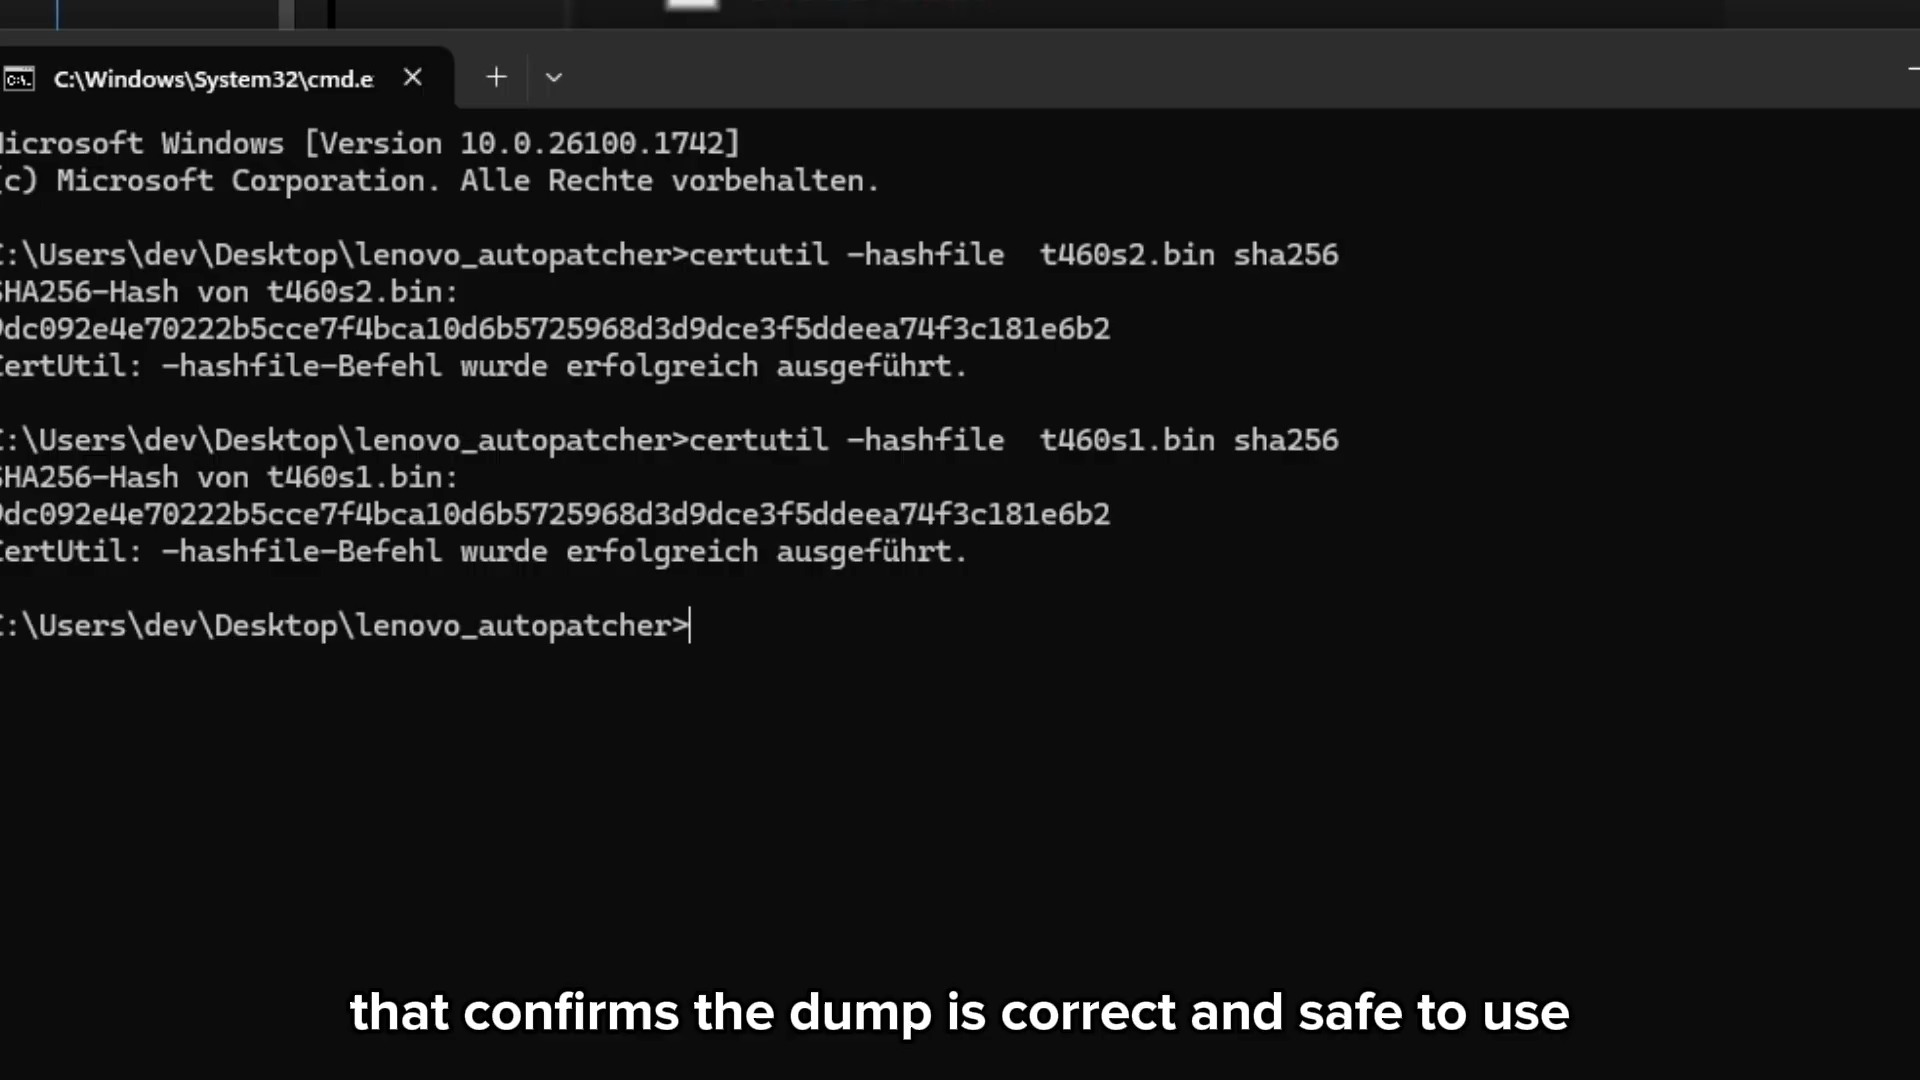 C:\Windows\System32\cmd.e
icrosoft Windows [Version 10.0.26100.1742]
c) Microsoft Corporation. Alle Rechte vorbehalten.
:\Users\dev\Desktop\lenovo_autopatcher>certutil -hashfile  t460s2.bin sha256
SHA256-Hash von t460s2.bin:
9dc092e4e70222b5cce7f4bca10d6b5725968d3d9dce3f5ddeea74f3c181e6b2
CertUtil: -hashfile-Befehl wurde erfolgreich ausgeführt.
:\Users\dev\Desktop\lenovo_autopatcher>certutil -hashfile  t460s1.bin sha256
SHA256-Hash von t460s1.bin:
9dc092e4e70222b5cce7f4bca10d6b5725968d3d9dce3f5ddeea74f3c181e6b2
CertUtil: -hashfile-Befehl wurde erfolgreich ausgeführt.
:\Users\dev\Desktop\lenovo_autopatcher>
that confirms the dump is correct and safe to use